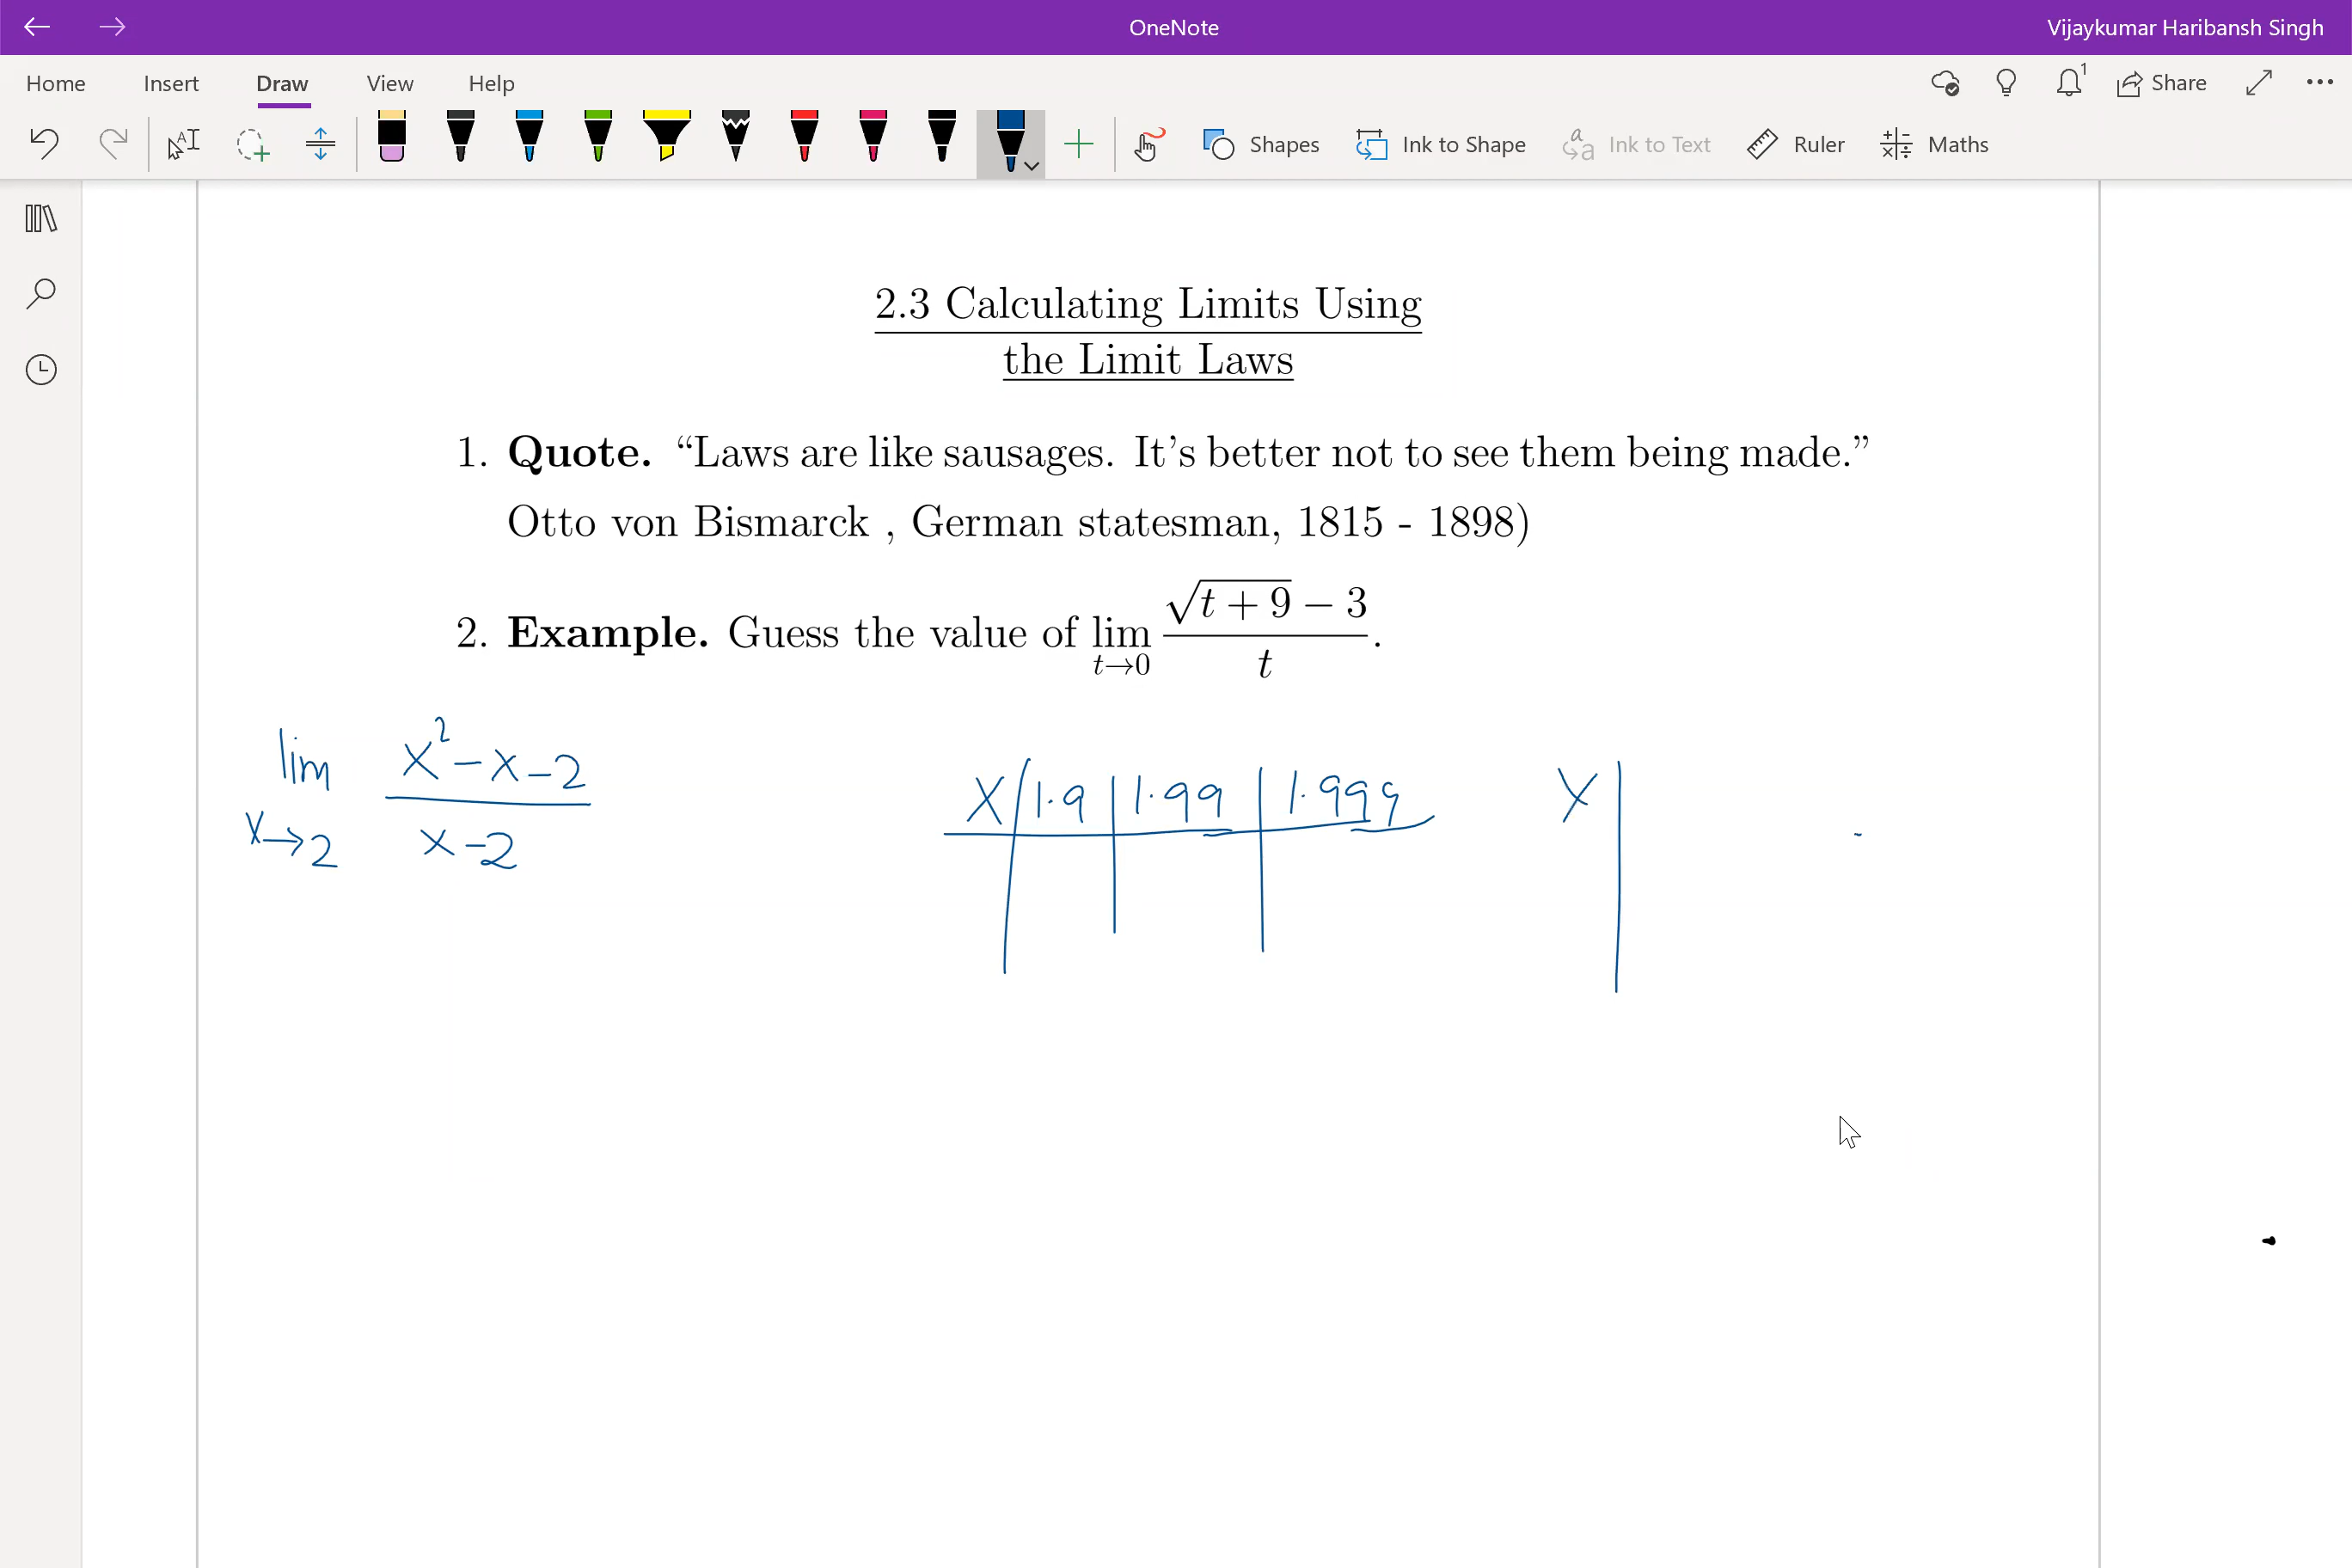 OneNote
Vijaykumar Haribansh Singh
Home Insert Draw View Help
1
Share
Shapes Ink to Shape Ink to Text Ruler Maths
2.3 Calculating Limits Using
the Limit Laws
1. Quote. “Laws are like sausages. It’s better not to see them being made.”
Otto von Bismarck , German statesman, 1815 - 1898)
2. Example. Guess the value of lim t→0 (√(t + 9) − 3)/t.
lim x→2 (x² − x − 2)/(x − 2)
X 1.9 1.99 1.999
X